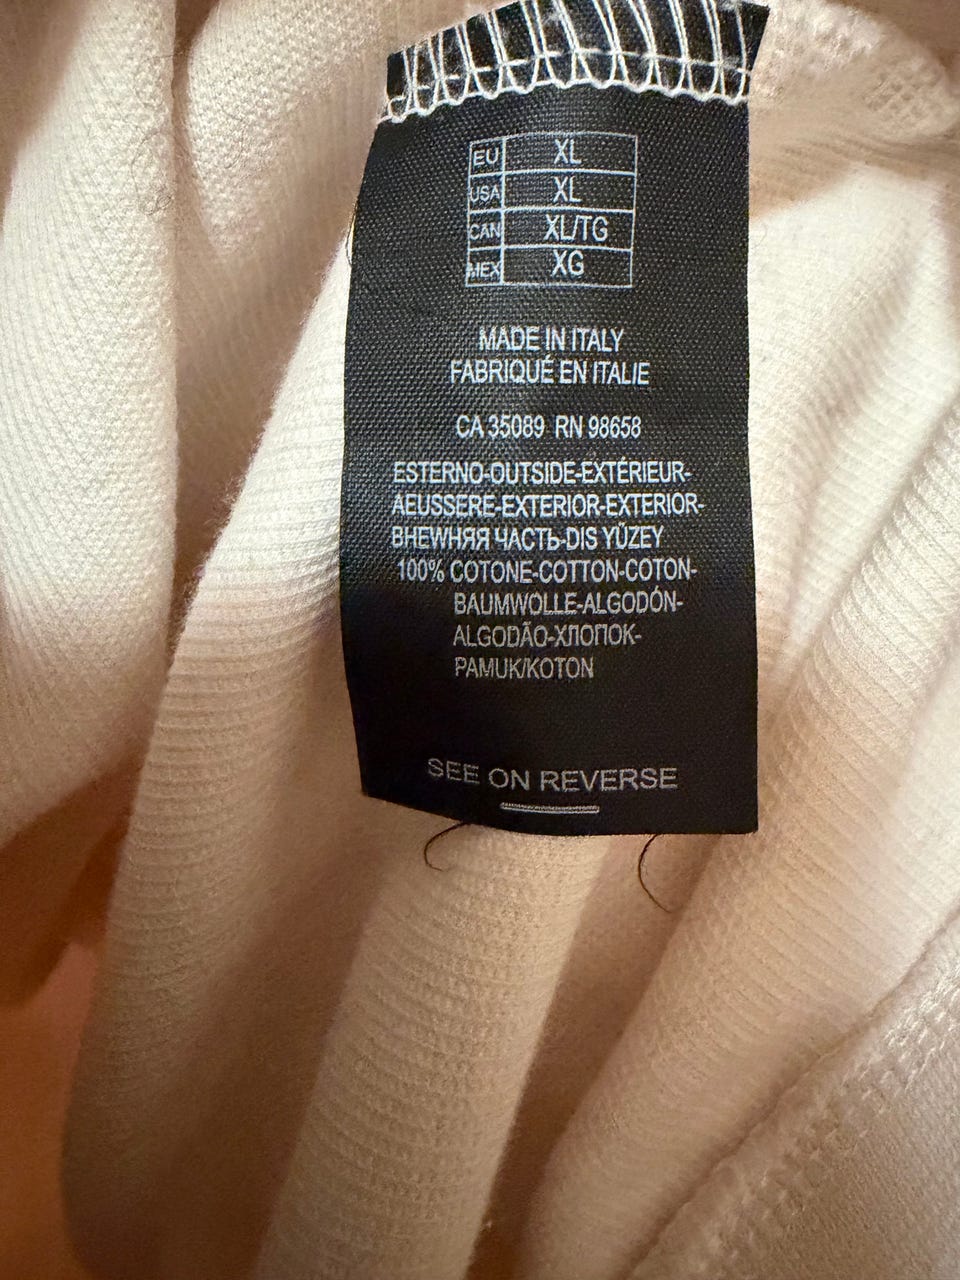 EU XL
USA XL
CAN XL/TG
MEX XG
MADE IN ITALY
FABRIQUÉ EN ITALIE
CA 35089 RN 98658
ESTERNO-OUTSIDE-EXTÉRIEUR-
AEUSSERE-EXTERIOR-EXTERIOR-
ВНЕWНЯЯ ЧАСТЬ-DIS YŰZEY
100% COTONE-COTTON-COTON-
BAUMWOLLE-ALGODÓN-
ALGODÃO-ХЛОПОК-
PAMUK/KOTON
SEE ON REVERSE